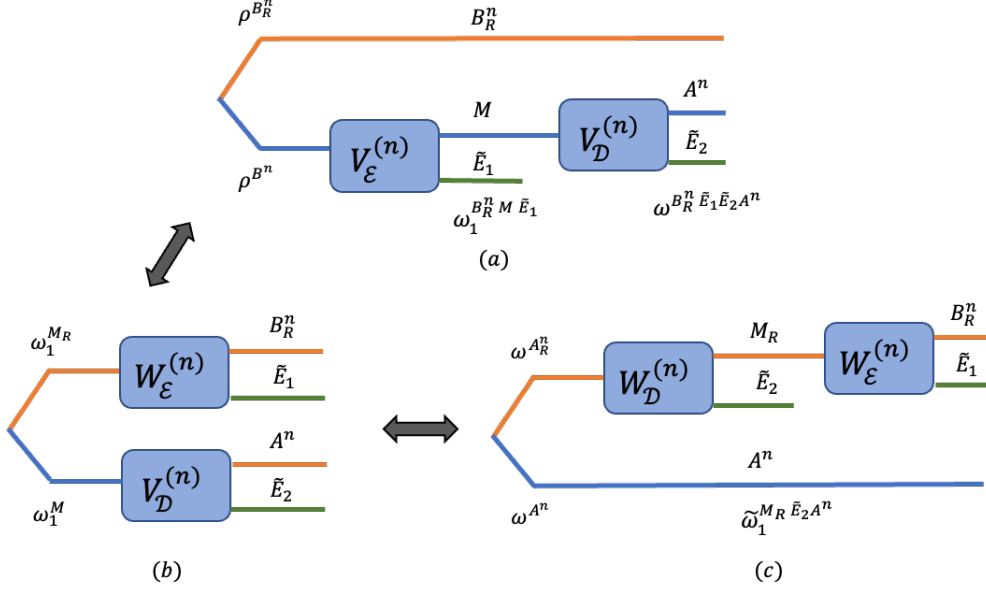 ρ^{B_R^n}
B_R^n
M
A^n
V_ℰ^{(n)}
V_𝒟^{(n)}
Ẽ_1
Ẽ_2
ρ^{B^n}
ω_1^{B_R^n M Ẽ_1}
ω^{B_R^n Ẽ_1 Ẽ_2 A^n}
(a)
ω_1^{M_R}
B_R^n
W_ℰ^{(n)}
Ẽ_1
A^n
V_𝒟^{(n)}
Ẽ_2
ω_1^M
(b)
ω^{A_R^n}
M_R
B_R^n
W_𝒟^{(n)}
W_ℰ^{(n)}
Ẽ_2
Ẽ_1
A^n
ω^{A^n}
ω̃_1^{M_R Ẽ_2 A^n}
(c)